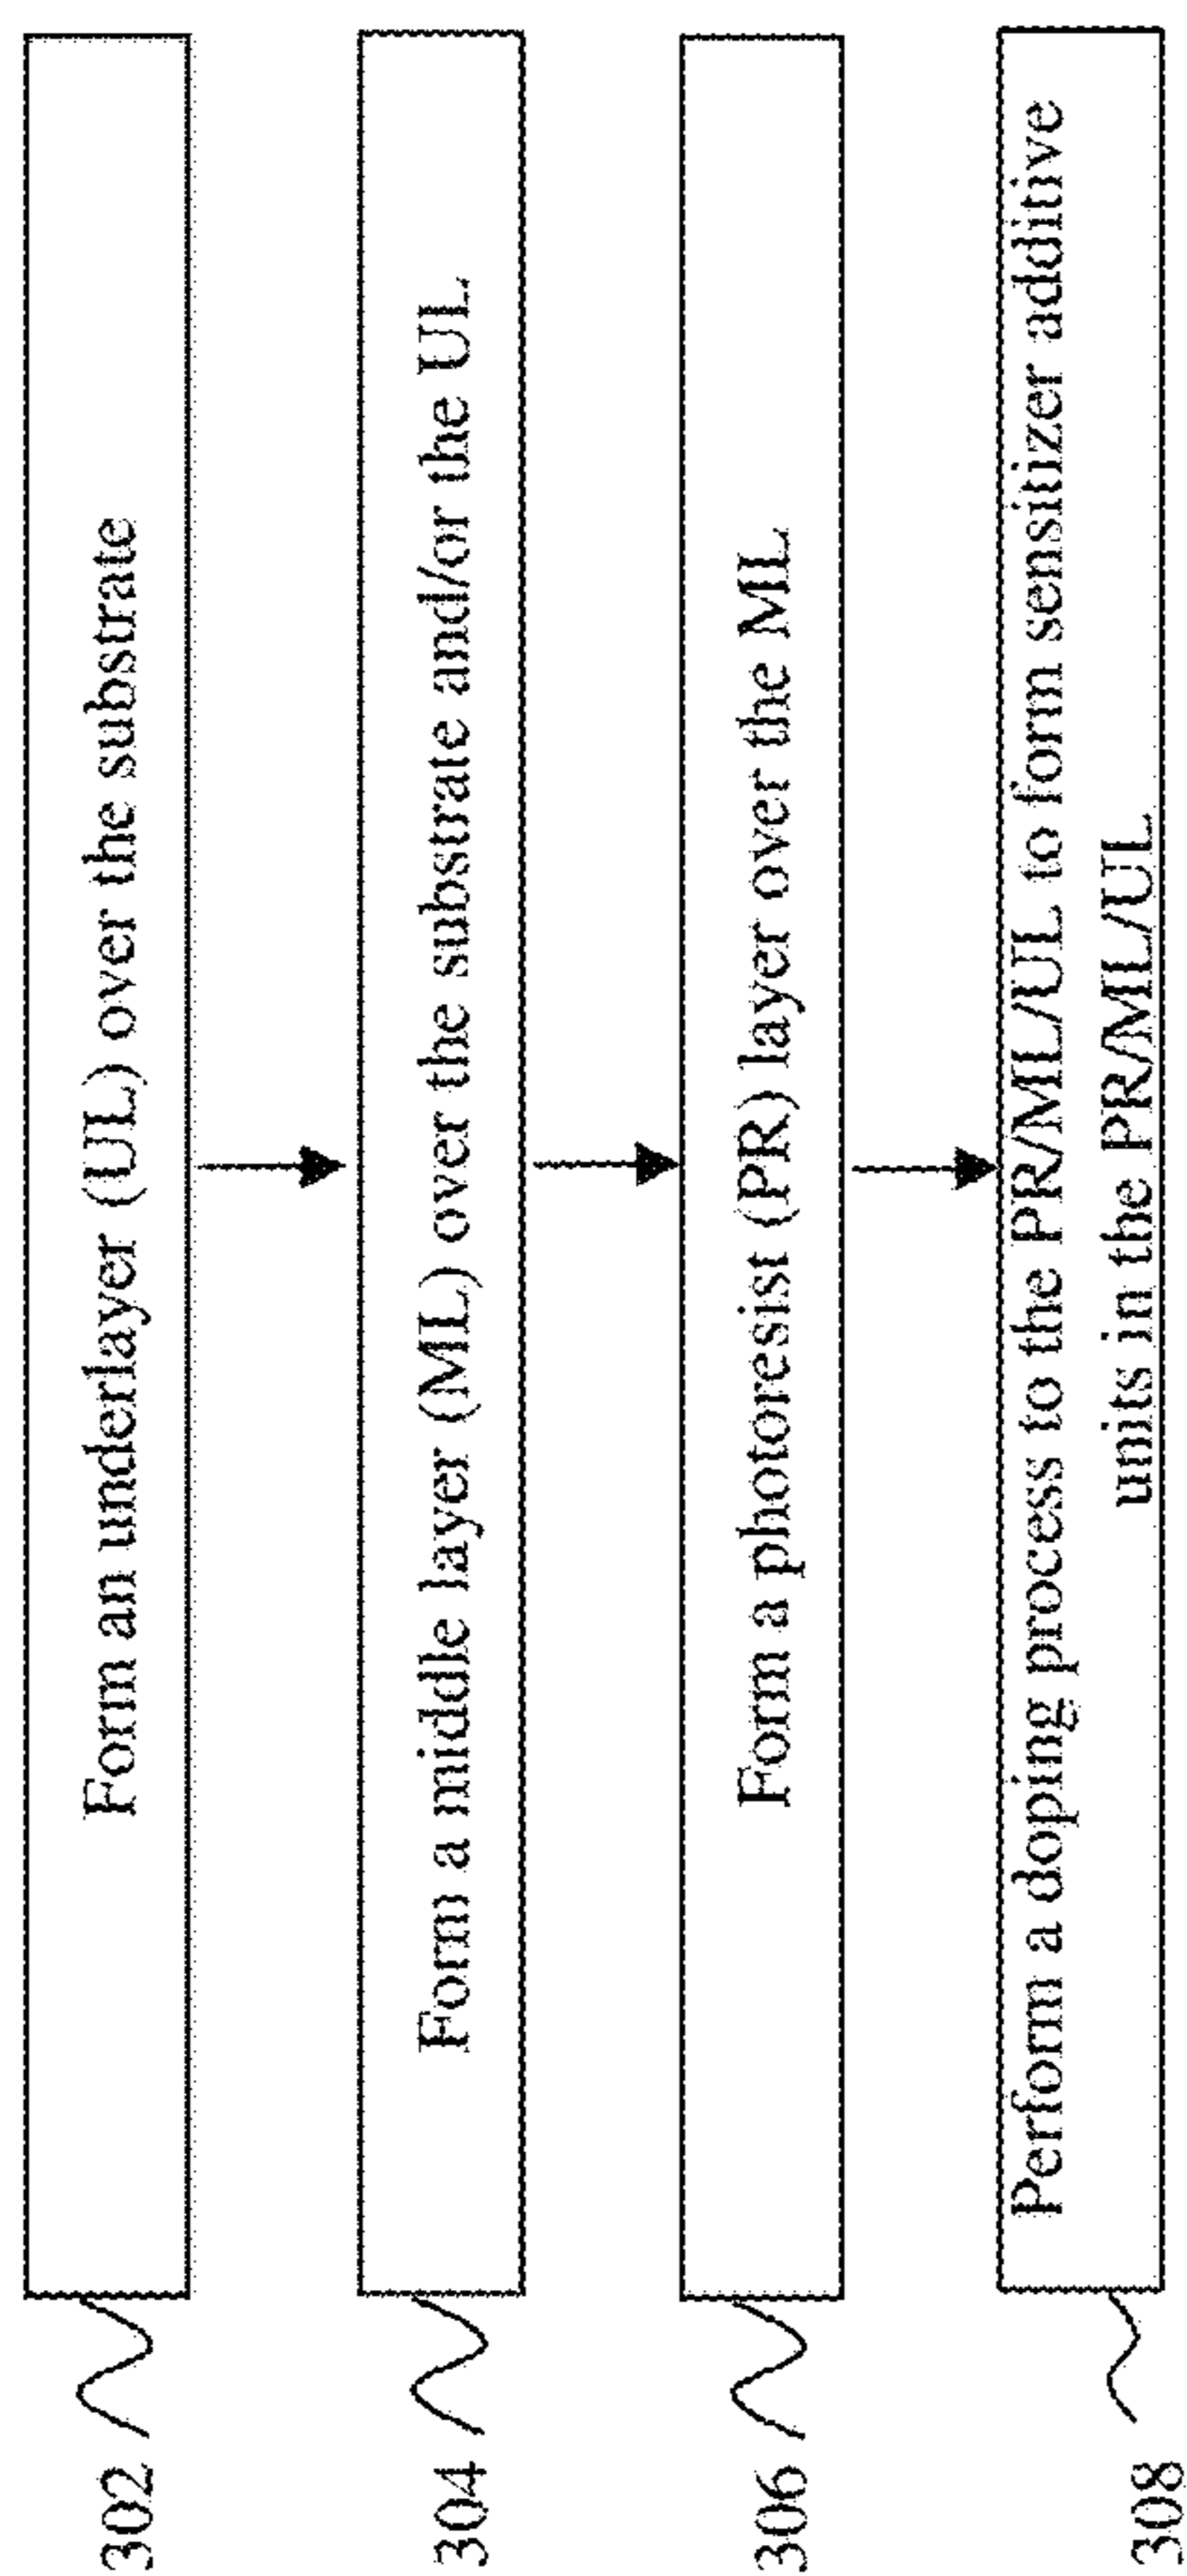 302
Form an underlayer (UL) over the substrate
304
Form a middle layer (ML) over the substrate and/or the UL
306
Form a photoresist (PR) layer over the ML
308
Perform a doping process to the PR/ML/UL to form sensitizer additive
units in the PR/ML/UL